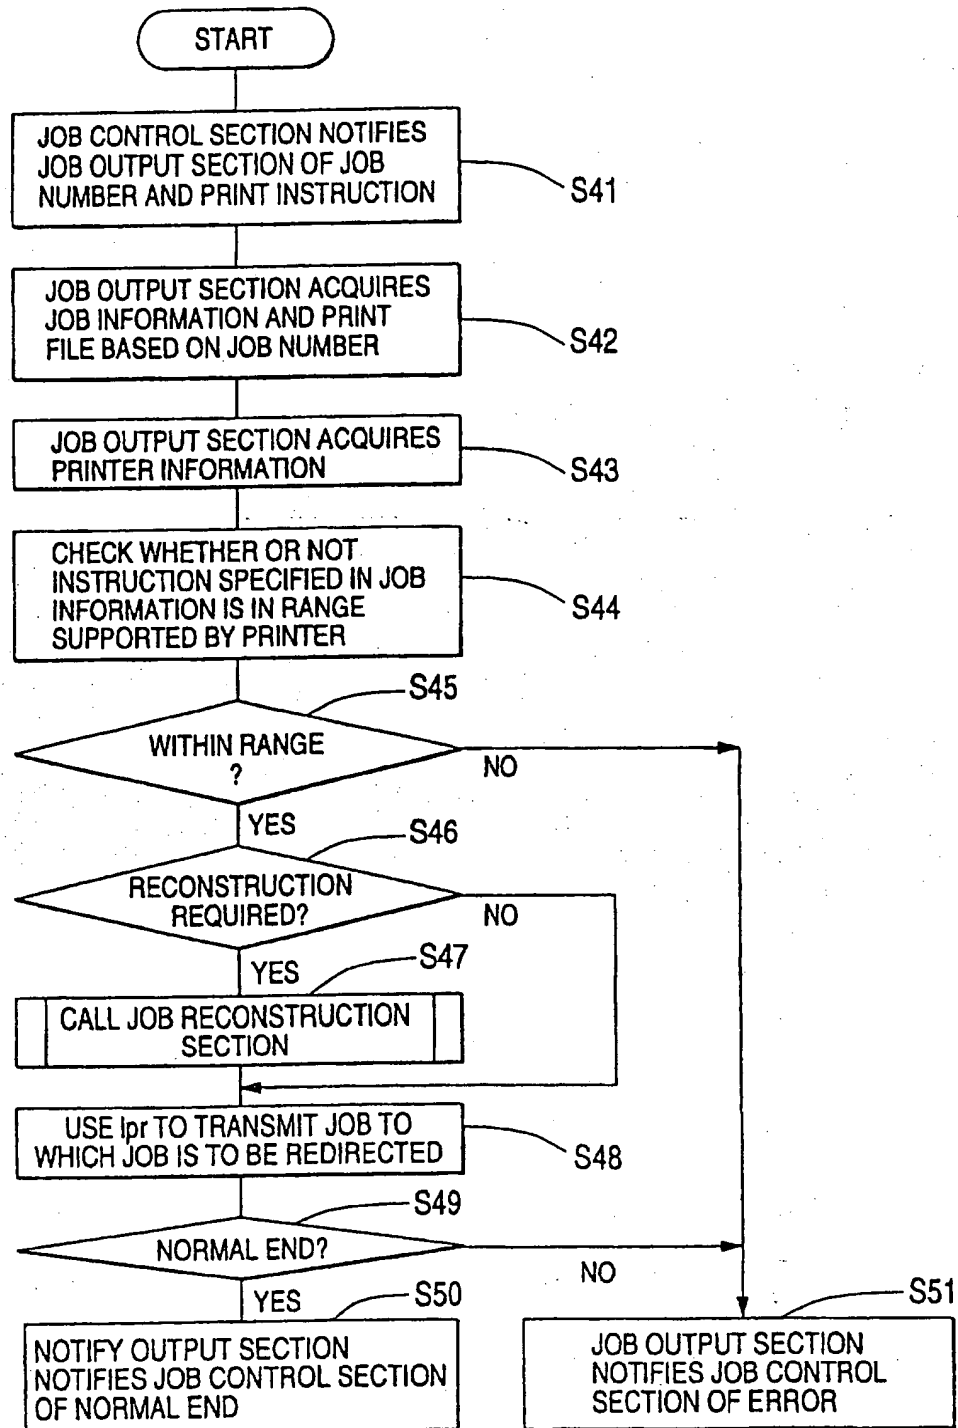 START
JOB CONTROL SECTION NOTIFIES
JOB OUTPUT SECTION OF JOB
NUMBER AND PRINT INSTRUCTION
S41
JOB OUTPUT SECTION ACQUIRES
JOB INFORMATION AND PRINT
FILE BASED ON JOB NUMBER
S42
JOB OUTPUT SECTION ACQUIRES
PRINTER INFORMATION
S43
CHECK WHETHER OR NOT
INSTRUCTION SPECIFIED IN JOB
INFORMATION IS IN RANGE
SUPPORTED BY PRINTER
S44
S45
WITHIN RANGE
?
NO
YES
S46
RECONSTRUCTION
REQUIRED?
NO
YES
S47
CALL JOB RECONSTRUCTION
SECTION
USE lpr TO TRANSMIT JOB TO
WHICH JOB IS TO BE REDIRECTED
S48
S49
NORMAL END?
NO
YES
S50
NOTIFY OUTPUT SECTION
NOTIFIES JOB CONTROL SECTION
OF NORMAL END
S51
JOB OUTPUT SECTION
NOTIFIES JOB CONTROL
SECTION OF ERROR